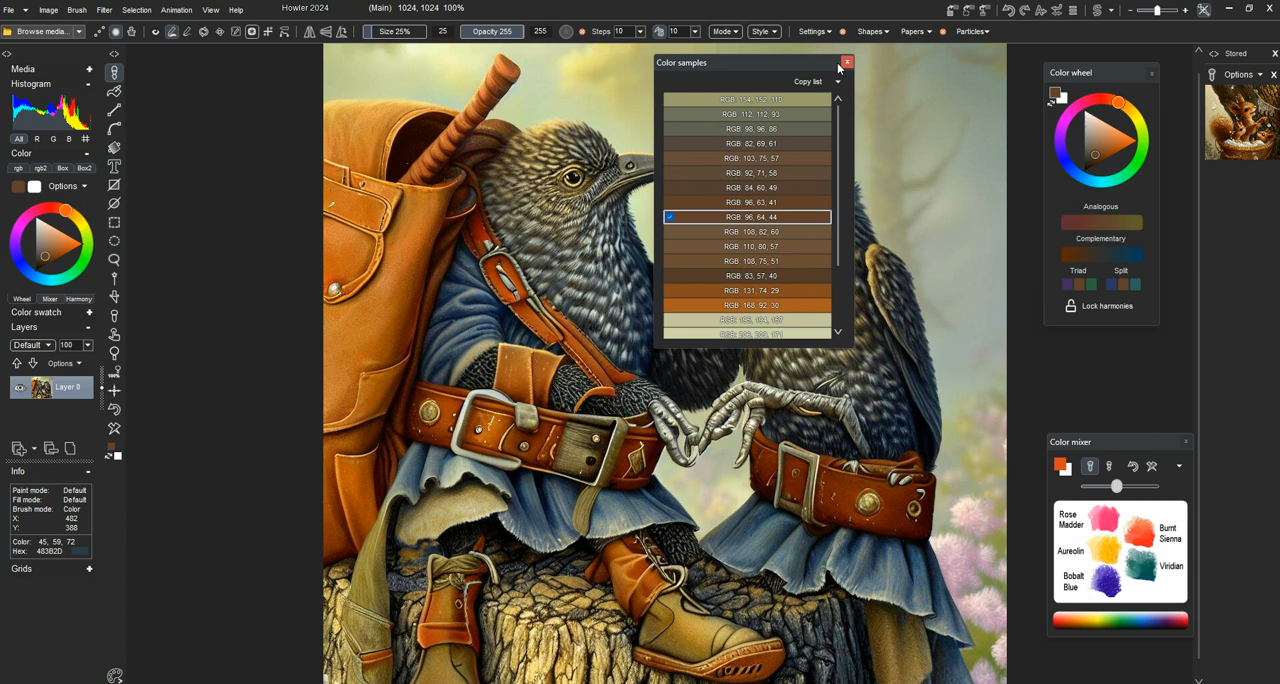 File Image Brush Filter Selection Animation View Help Howler 2024 (Main) 1024, 1024 100%
Browse media... Size 25% 25 Opacity 255 255 Steps 10 10 Mode Style Settings Shapes Papers Particles
Media
Histogram
All R G B
Color
rgb rgb2 Box Box2
Options
Wheel Mixer Harmony
Color swatch
Layers
Default 100
Options
Layer 0
Info
Paint mode: Default
Fill mode: Default
Brush mode: Color
X: 482
Y: 388
Color: 45, 59, 72
Hex: 483B2D
Grids
100%
Color samples
Copy list
RGB: 154, 152, 110
RGB: 112, 112, 93
RGB: 98, 96, 86
RGB: 82, 69, 61
RGB: 103, 75, 57
RGB: 92, 71, 58
RGB: 84, 60, 49
RGB: 96, 63, 41
RGB: 96, 64, 44
RGB: 108, 82, 60
RGB: 110, 80, 57
RGB: 108, 75, 51
RGB: 83, 57, 40
RGB: 131, 74, 29
RGB: 168, 92, 30
Color wheel
Analogous
Complementary
Triad Split
Lock harmonies
Color mixer
Rose
Madder
Burnt
Sienna
Aureolin
Viridian
Bobalt
Blue
Stored
Options